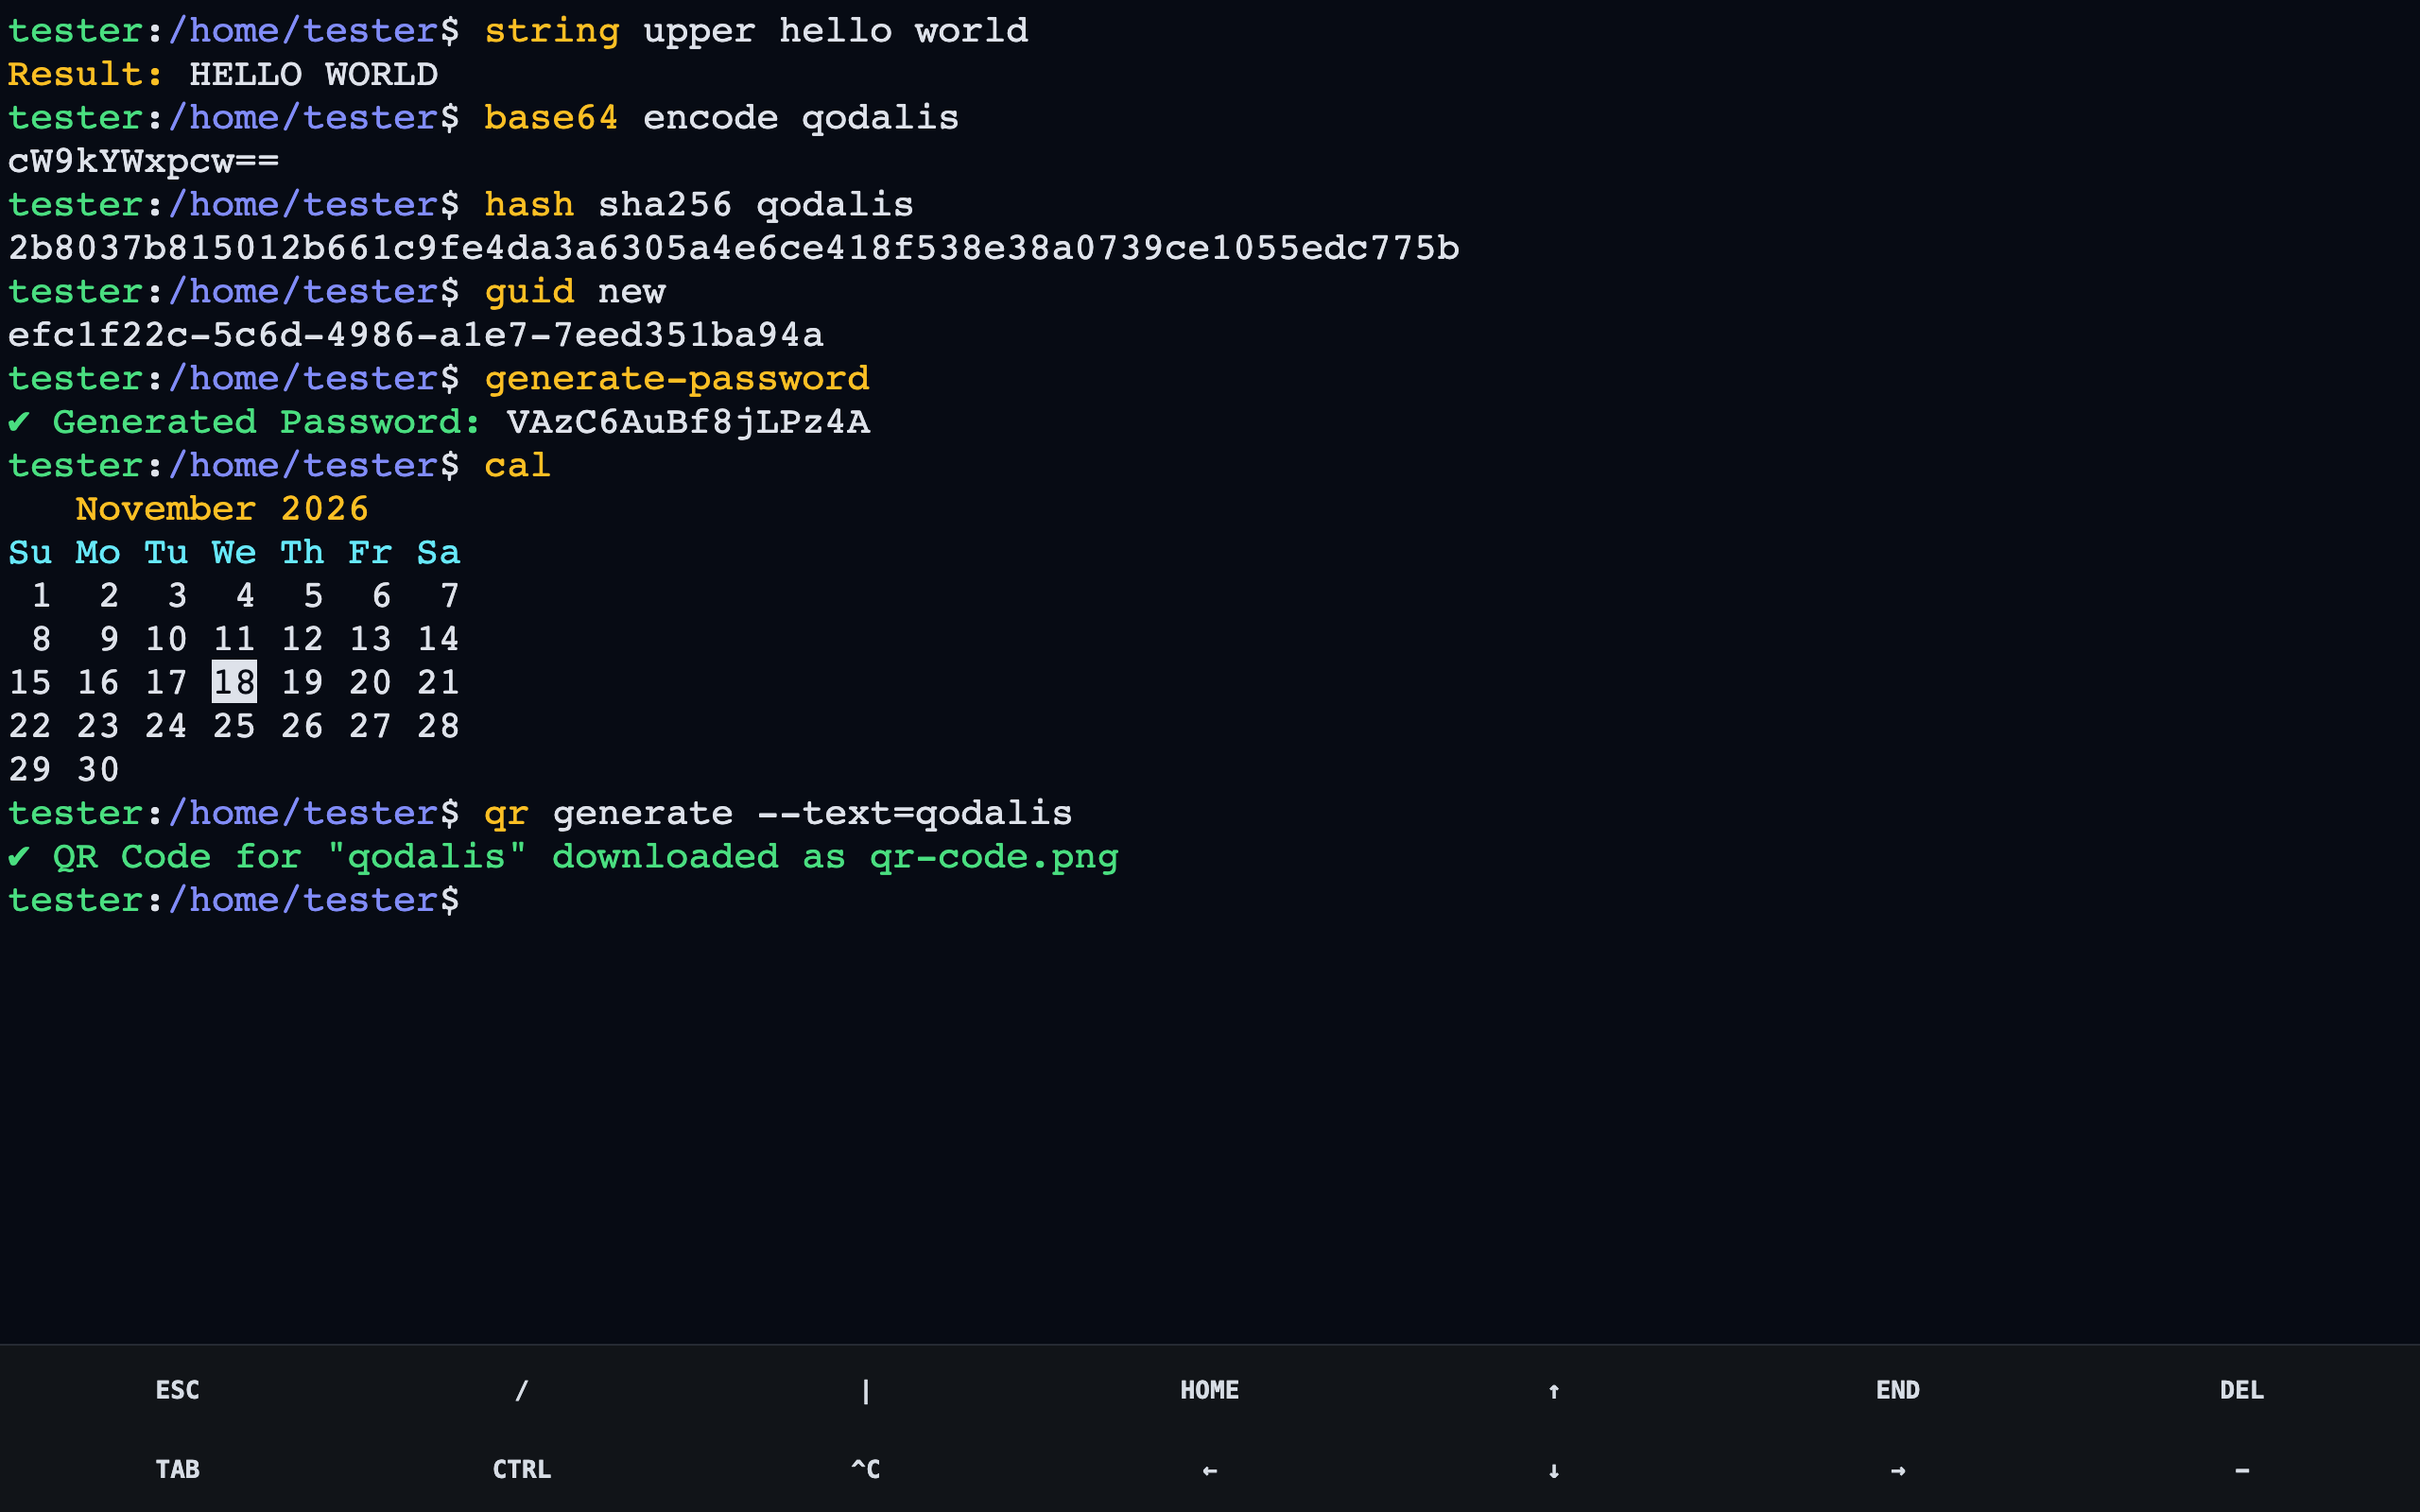 tester:/home/tester$ string upper hello world
Result: HELLO WORLD
tester:/home/tester$ base64 encode qodalis
cW9kYWxpcw==
tester:/home/tester$ hash sha256 qodalis
2b8037b815012b661c9fe4da3a6305a4e6ce418f538e38a0739ce1055edc775b
tester:/home/tester$ guid new
efc1f22c-5c6d-4986-a1e7-7eed351ba94a
tester:/home/tester$ generate-password
✔ Generated Password: VAzC6AuBf8jLPz4A
tester:/home/tester$ cal
   November 2026
Su Mo Tu We Th Fr Sa
 1  2  3  4  5  6  7
 8  9 10 11 12 13 14
15 16 17 18 19 20 21
22 23 24 25 26 27 28
29 30
tester:/home/tester$ qr generate --text=qodalis
✔ QR Code for "qodalis" downloaded as qr-code.png
tester:/home/tester$
ESC / | HOME ↑ END DEL
TAB CTRL ^C ← ↓ → −